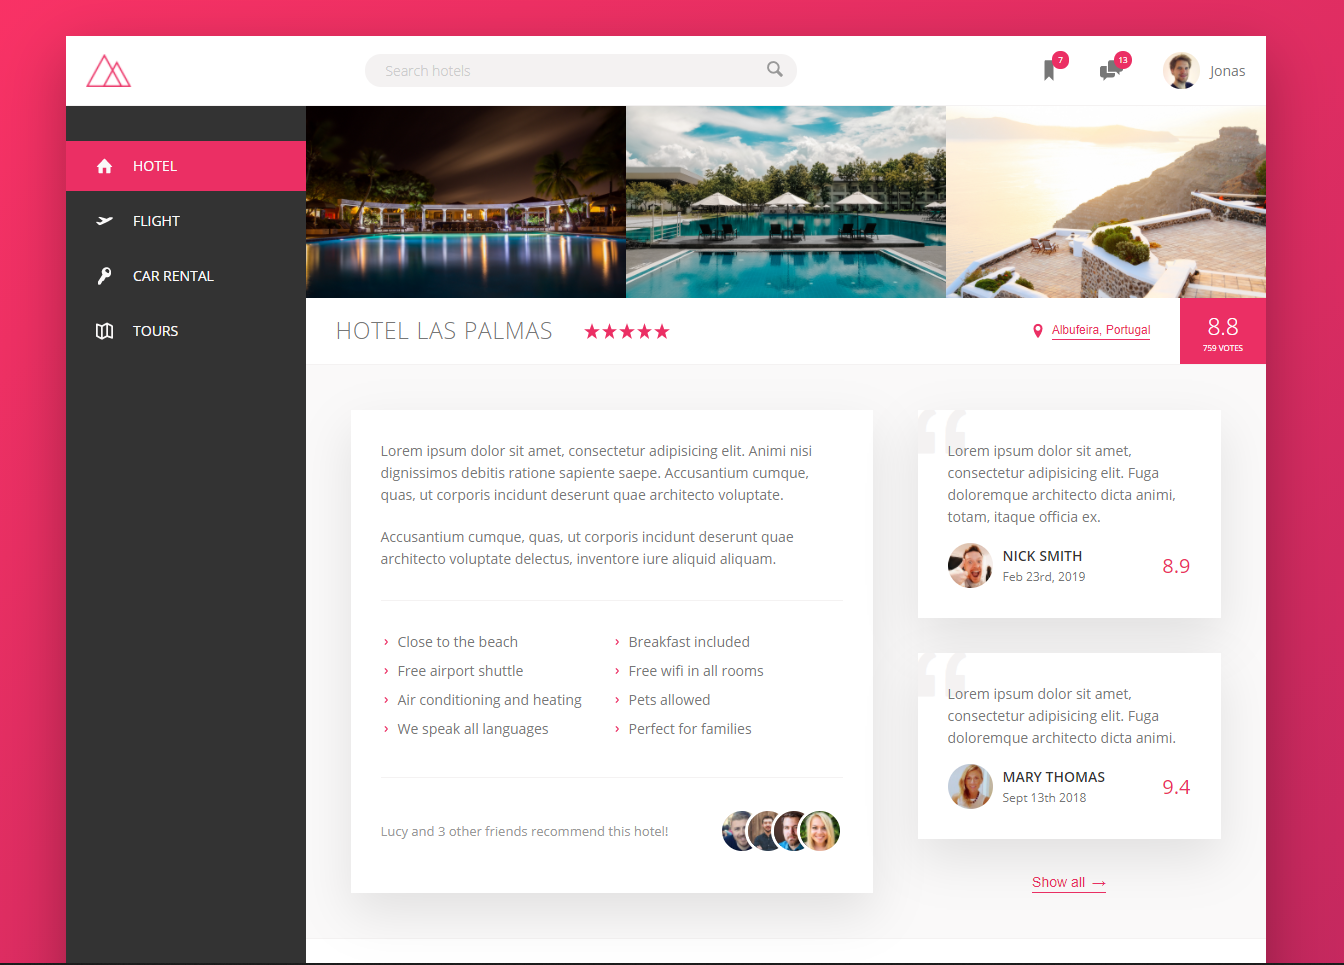 Search hotels
7
13
Jonas
HOTEL
FLIGHT
CAR RENTAL
TOURS
HOTEL LAS PALMAS
Albufeira, Portugal
8.8
759 VOTES
Lorem ipsum dolor sit amet, consectetur adipisicing elit. Animi nisi
dignissimos debitis ratione sapiente saepe. Accusantium cumque,
quas, ut corporis incidunt deserunt quae architecto voluptate.
Accusantium cumque, quas, ut corporis incidunt deserunt quae
architecto voluptate delectus, inventore iure aliquid aliquam.
Close to the beach
Free airport shuttle
Air conditioning and heating
We speak all languages
Breakfast included
Free wifi in all rooms
Pets allowed
Perfect for families
Lucy and 3 other friends recommend this hotel!
“
Lorem ipsum dolor sit amet,
consectetur adipisicing elit. Fuga
doloremque architecto dicta animi,
totam, itaque officia ex.
NICK SMITH
Feb 23rd, 2019
8.9
“
Lorem ipsum dolor sit amet,
consectetur adipisicing elit. Fuga
doloremque architecto dicta animi.
MARY THOMAS
Sept 13th 2018
9.4
Show all →